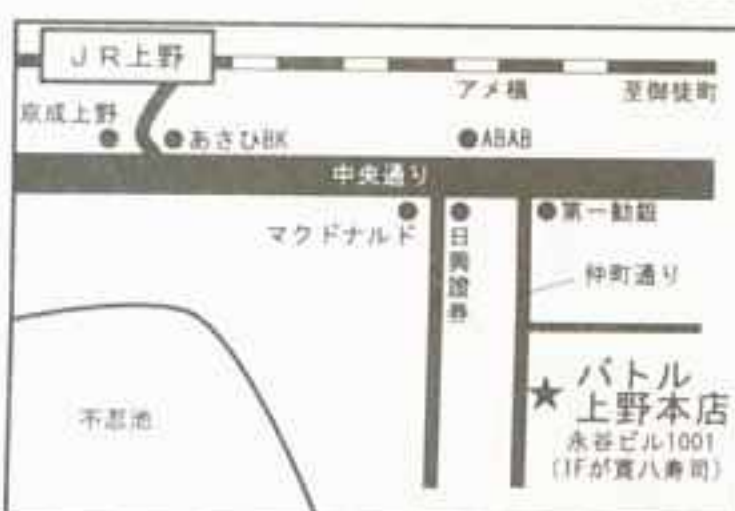 JR上野
アメ横
至御徒町
京成上野
あさひBK
ABAB
中央通り
マクドナルド
日興證券
第一勧銀
仲町通り
不忍池
バトル
上野本店
永谷ビル1001
(1Fが寛八寿司)